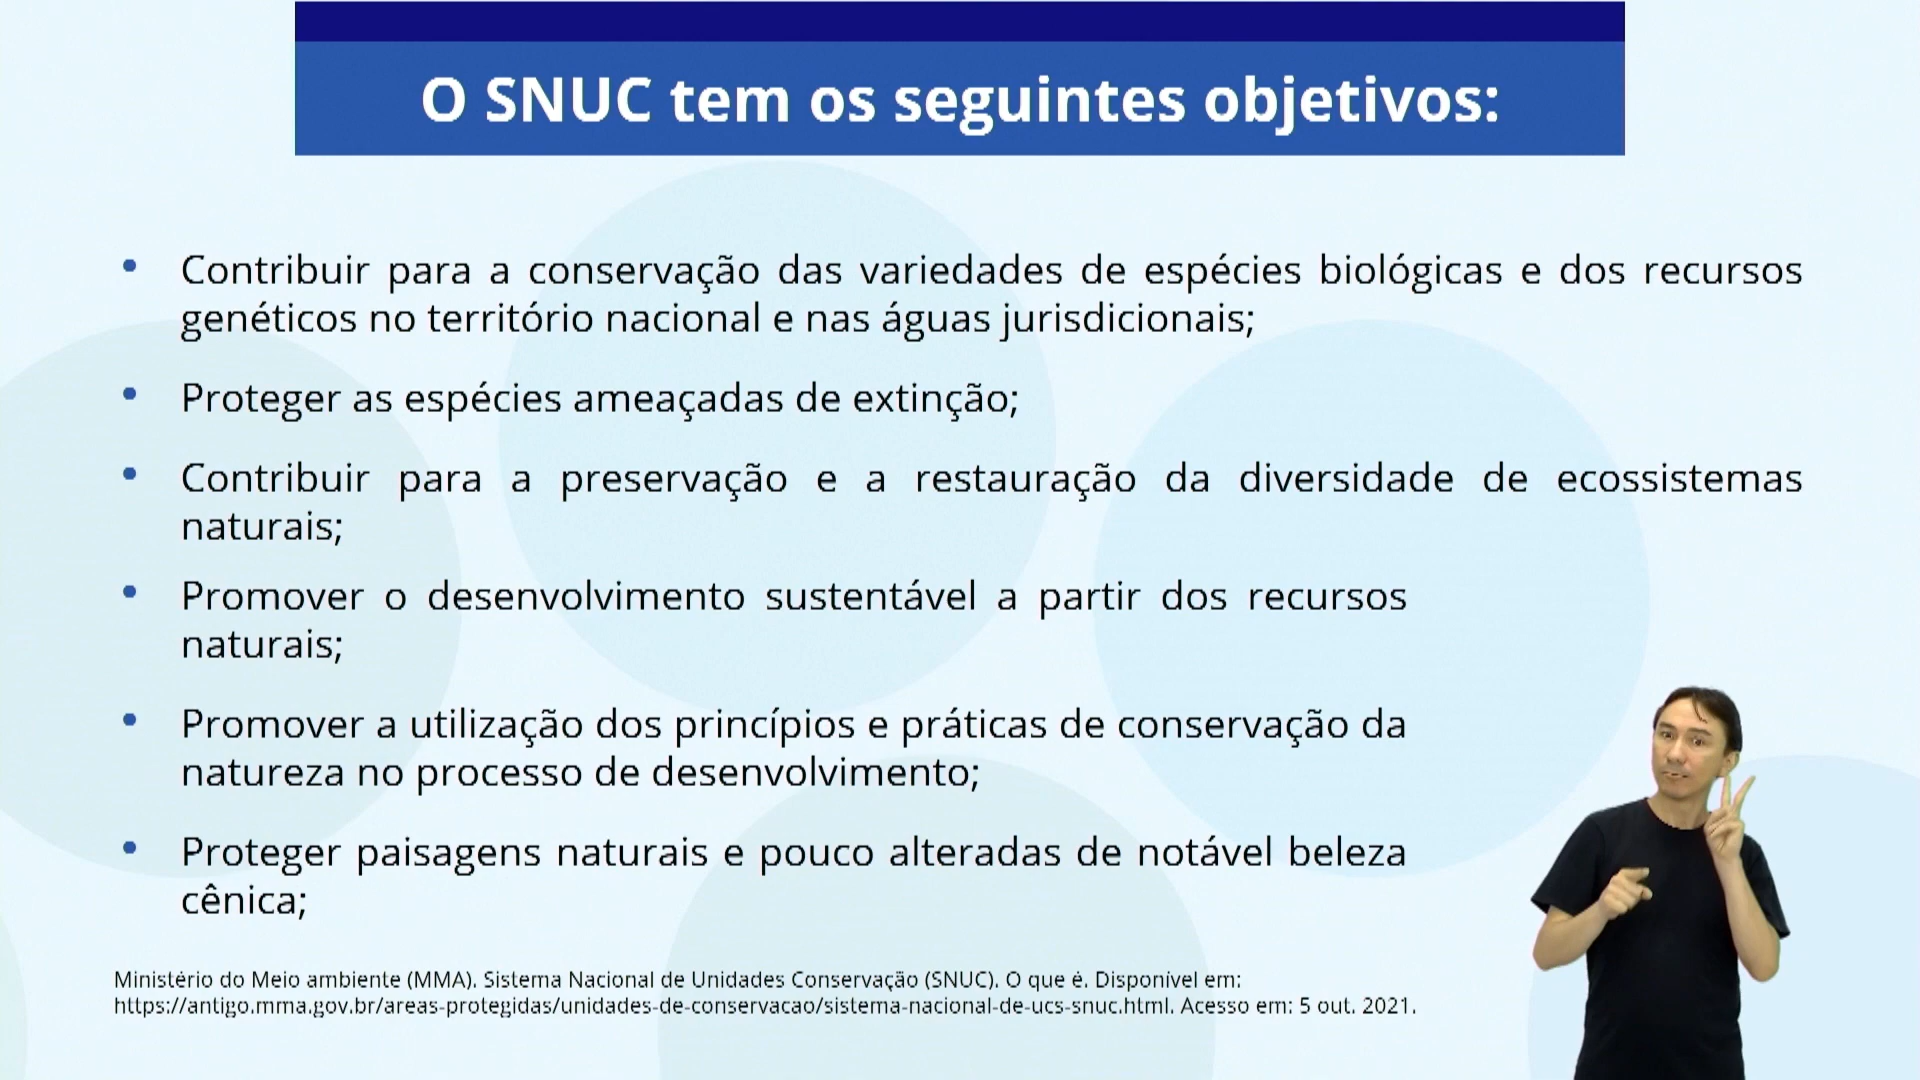 O SNUC tem os seguintes objetivos:
• Contribuir para a conservação das variedades de espécies biológicas e dos recursos
genéticos no território nacional e nas águas jurisdicionais;
• Proteger as espécies ameaçadas de extinção;
• Contribuir para a preservação e a restauração da diversidade de ecossistemas
naturais;
• Promover o desenvolvimento sustentável a partir dos recursos
naturais;
• Promover a utilização dos princípios e práticas de conservação da
natureza no processo de desenvolvimento;
• Proteger paisagens naturais e pouco alteradas de notável beleza
cênica;
Ministério do Meio ambiente (MMA). Sistema Nacional de Unidades Conservação (SNUC). O que é. Disponível em:
https://antigo.mma.gov.br/areas-protegidas/unidades-de-conservacao/sistema-nacional-de-ucs-snuc.html. Acesso em: 5 out. 2021.